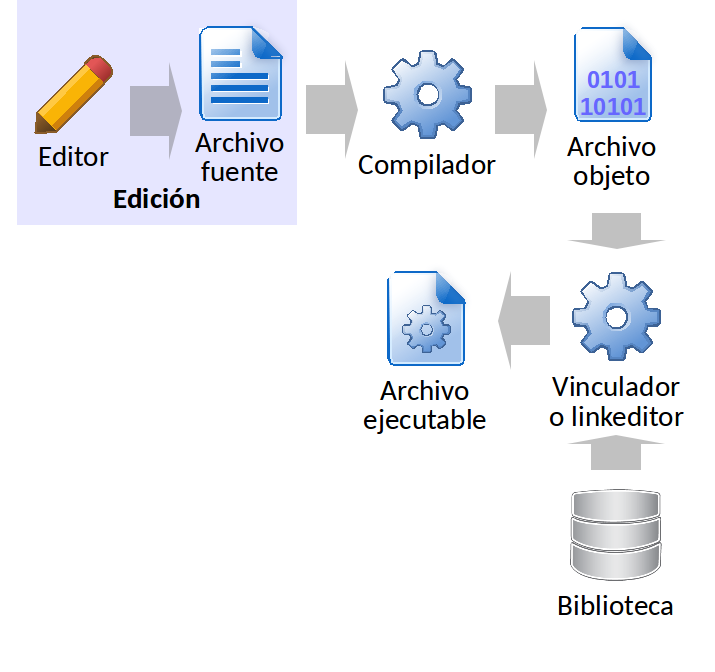 Editor
Archivo
fuente
Edición
Compilador
0101
10101
Archivo
objeto
Archivo
ejecutable
Vinculador
o linkeditor
Biblioteca